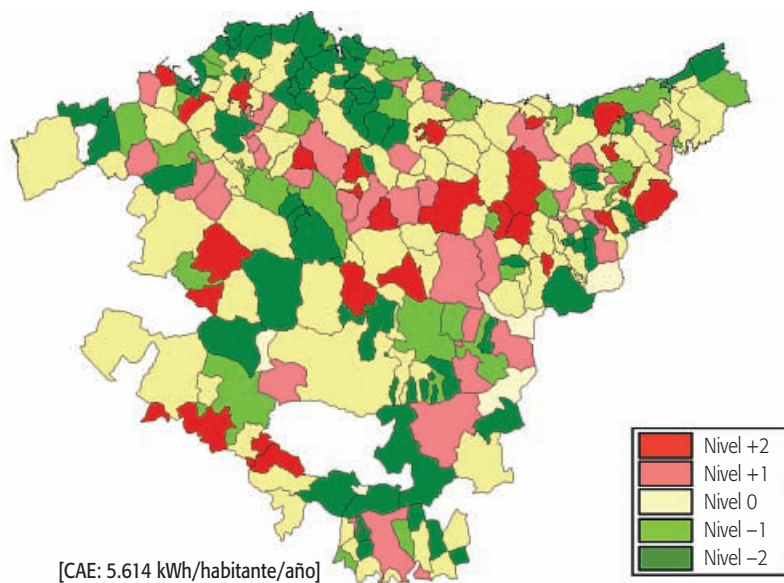 Nivel +2
Nivel +1
Nivel 0
Nivel –1
Nivel –2
[CAE: 5.614 kWh/habitante/año]